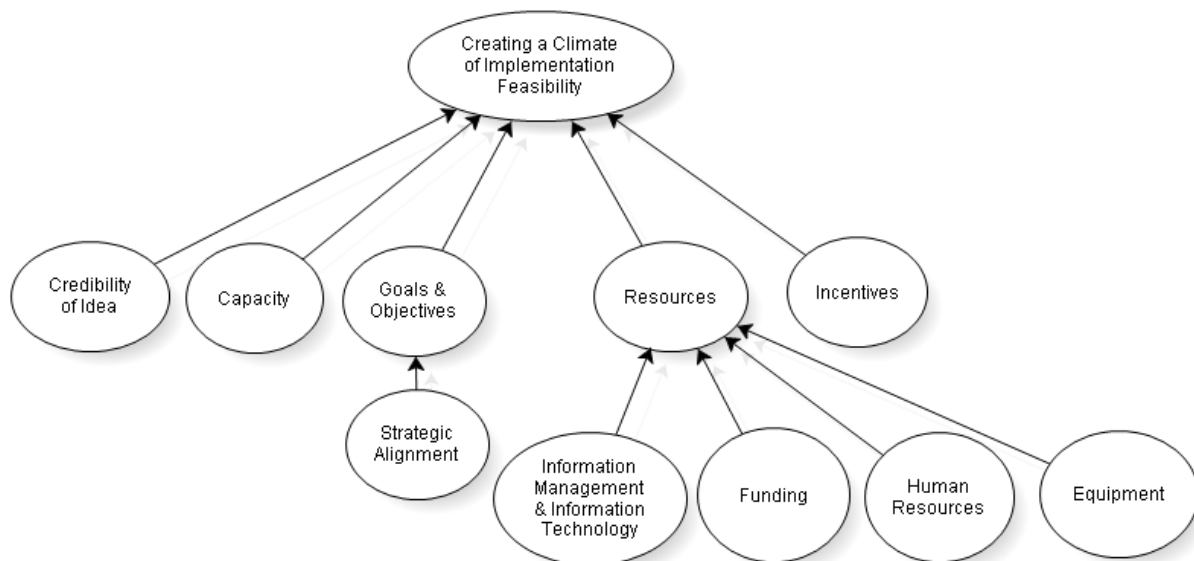 Creating a Climate
of Implementation
Feasibility
Credibility
of Idea
Capacity
Goals &
Objectives
Resources
Incentives
Strategic
Alignment
Information
Management
& Information
Technology
Funding
Human
Resources
Equipment